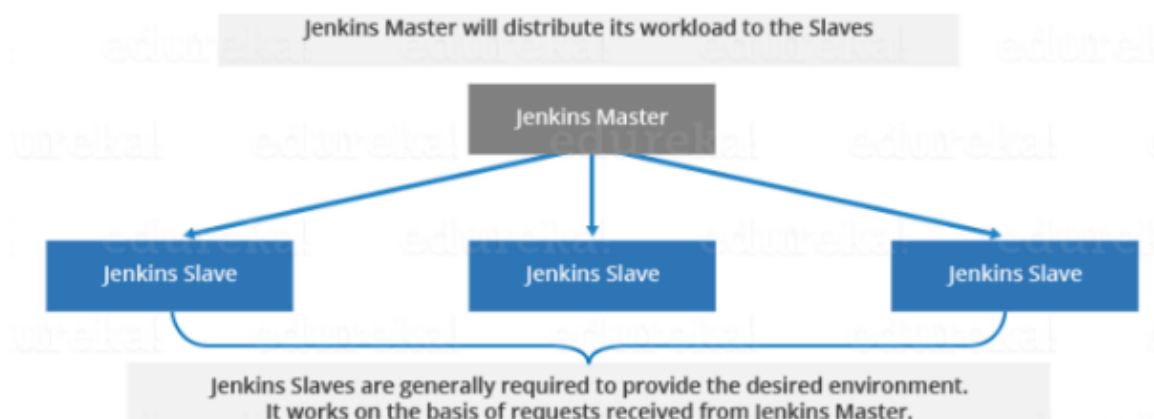 Jenkins Master will distribute its workload to the Slaves
Jenkins Master
edureka!
Jenkins Slave
Jenkins Slave
Jenkins Slave
Jenkins Slaves are generally required to provide the desired environment.
It works on the basis of requests received from Jenkins Master.